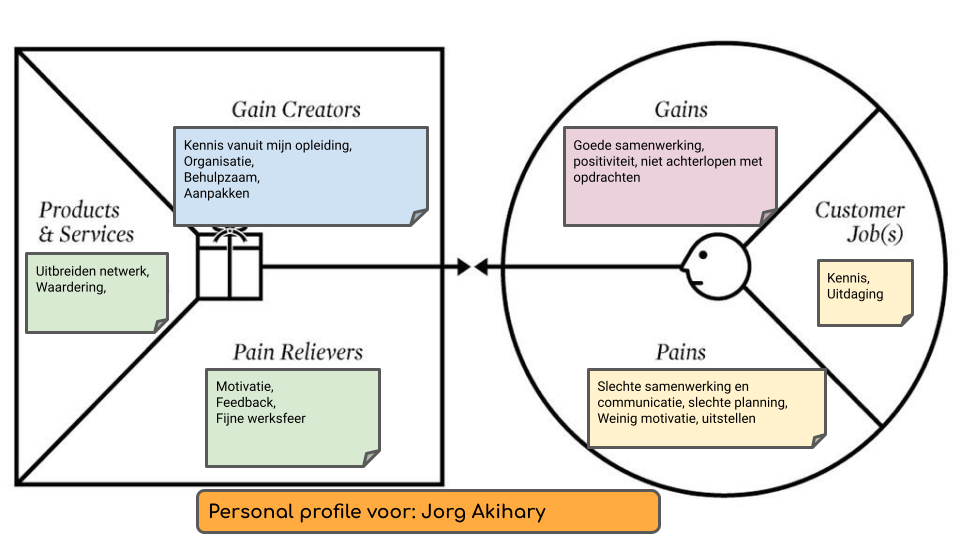 Gain Creators
Kennis vanuit mijn opleiding,
Organisatie,
Behulpzaam,
Aanpakken
Products
& Services
Uitbreiden netwerk,
Waardering,
Pain Relievers
Motivatie,
Feedback,
Fijne werksfeer
Gains
Goede samenwerking,
positiviteit, niet achterlopen met
opdrachten
Customer
Job(s)
Kennis,
Uitdaging
Pains
Slechte samenwerking en
communicatie, slechte planning,
Weinig motivatie, uitstellen
Personal profile voor: Jorg Akihary